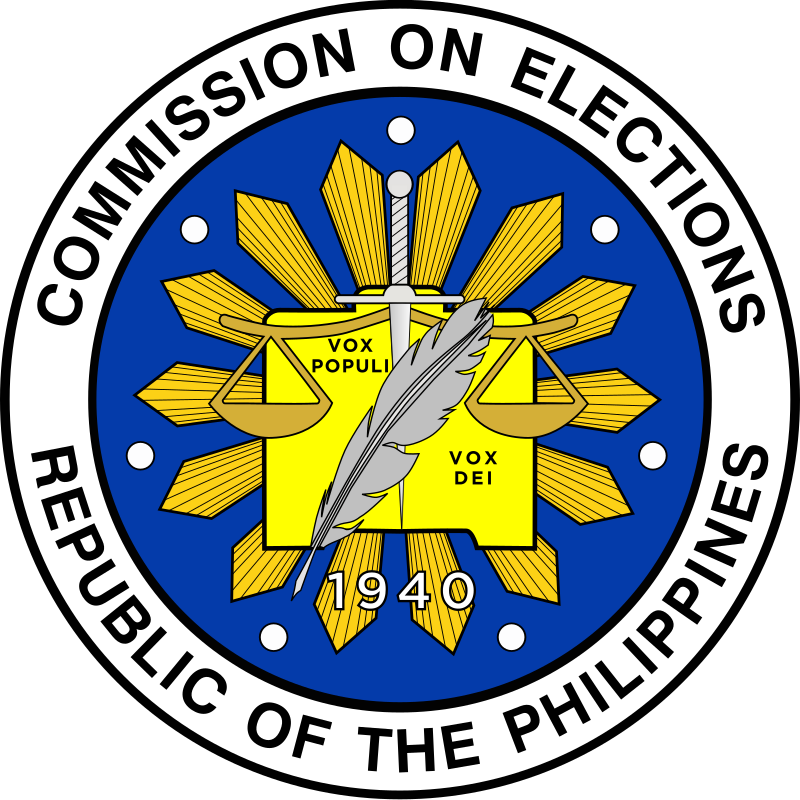 COMMISSION ON ELECTIONS
VOX
POPULI
VOX
DEI
1940
REPUBLIC OF THE PHILIPPINES